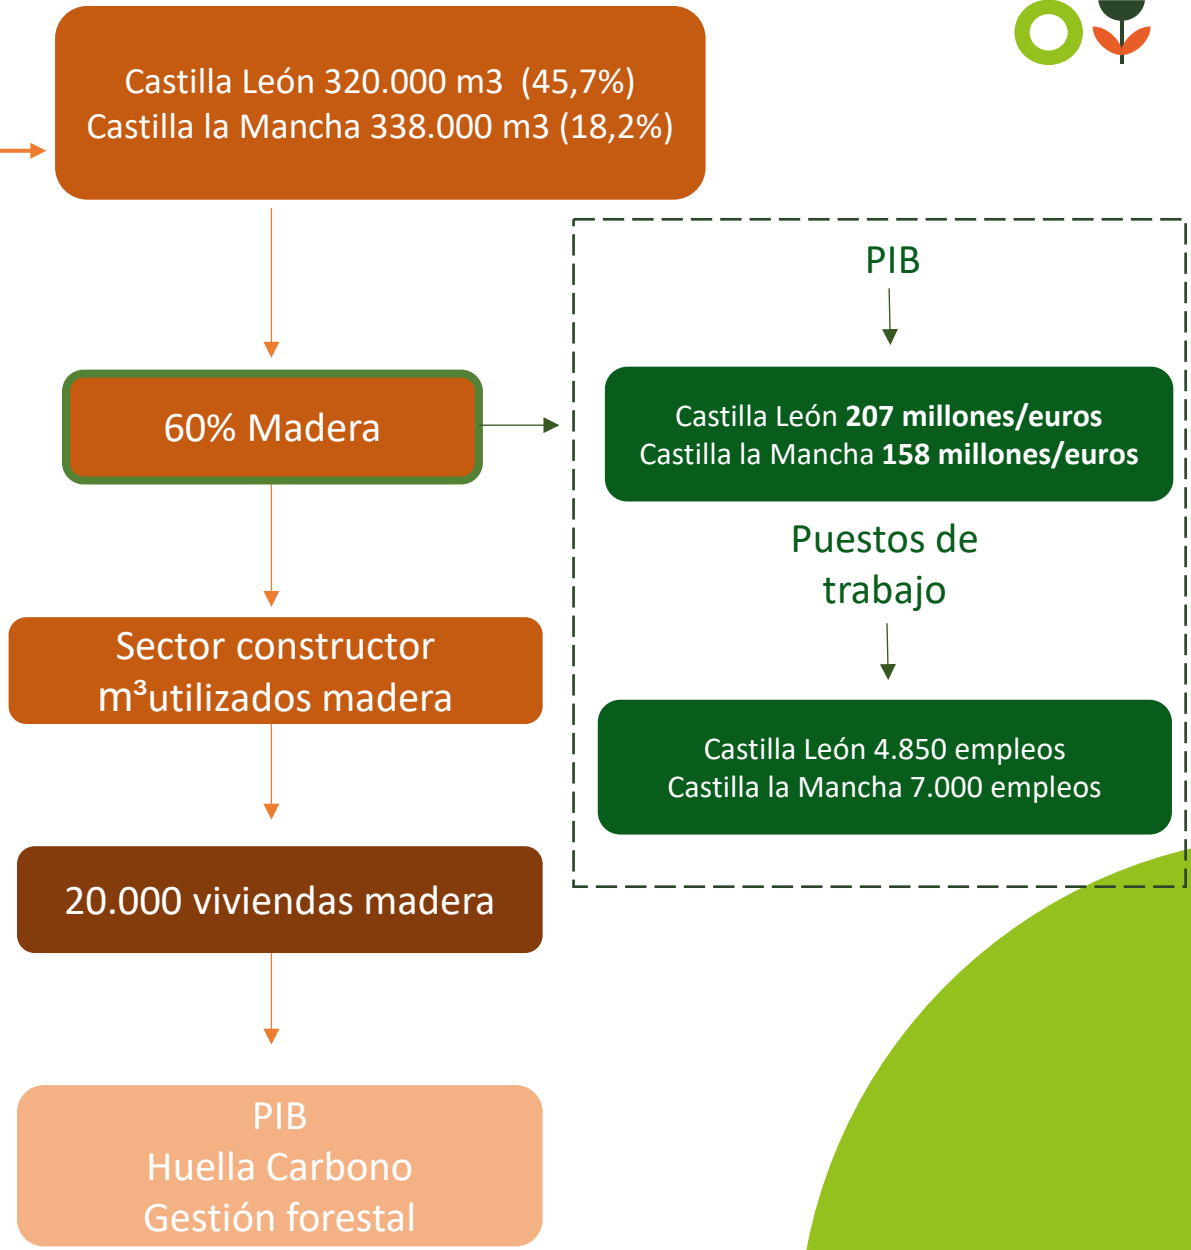 Castilla León 320.000 m3 (45,7%)
Castilla la Mancha 338.000 m3 (18,2%)
60% Madera
PIB
Castilla León 207 millones/euros
Castilla la Mancha 158 millones/euros
Puestos de
trabajo
Castilla León 4.850 empleos
Castilla la Mancha 7.000 empleos
Sector constructor
m³utilizados madera
20.000 viviendas madera
PIB
Huella Carbono
Gestión forestal